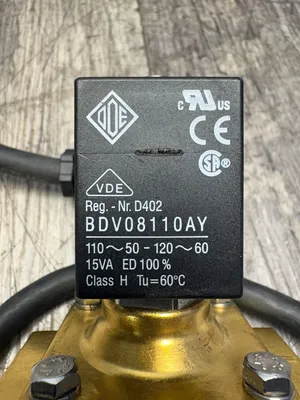 ODE
C UL US
CE
SA
VDE
Reg. - Nr. D402
BDV08110AY
110~50-120~60
15VA ED 100%
Class H Tu=60°C